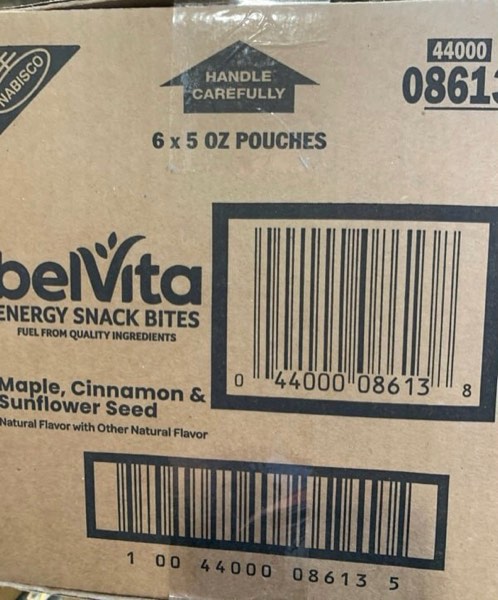 NABISCO
HANDLE
CAREFULLY
44000
0861
6 x 5 OZ POUCHES
belVita
ENERGY SNACK BITES
FUEL FROM QUALITY INGREDIENTS
Maple, Cinnamon &
Sunflower Seed
Natural Flavor with Other Natural Flavor
0 44000 08613 8
1 00 44000 08613 5